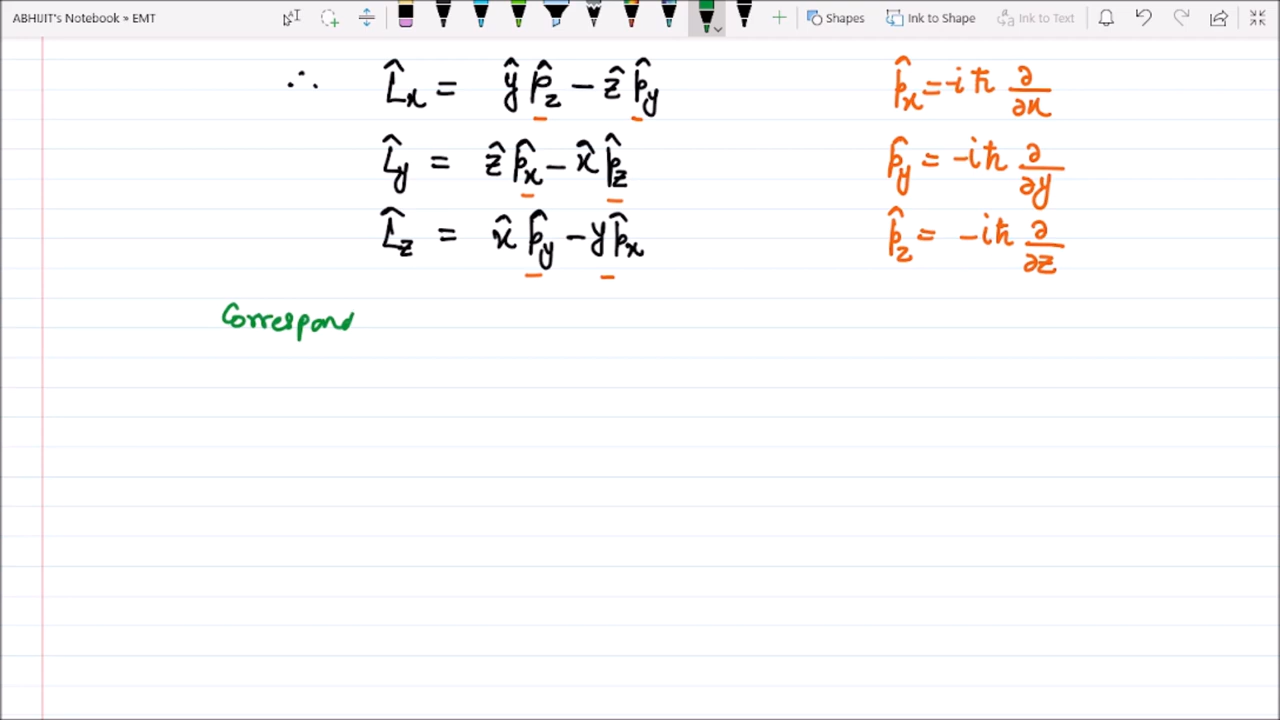 ABHIJIT's Notebook » EMT
Shapes
Ink to Shape
Ink to Text
∴ L̂x = ŷ p̂z − ẑ p̂y
p̂x = -iħ ∂/∂x
L̂y = ẑ p̂x − x̂ p̂z
p̂y = -iħ ∂/∂y
L̂z = x̂ p̂y − y p̂x
p̂z = -iħ ∂/∂z
Correspond